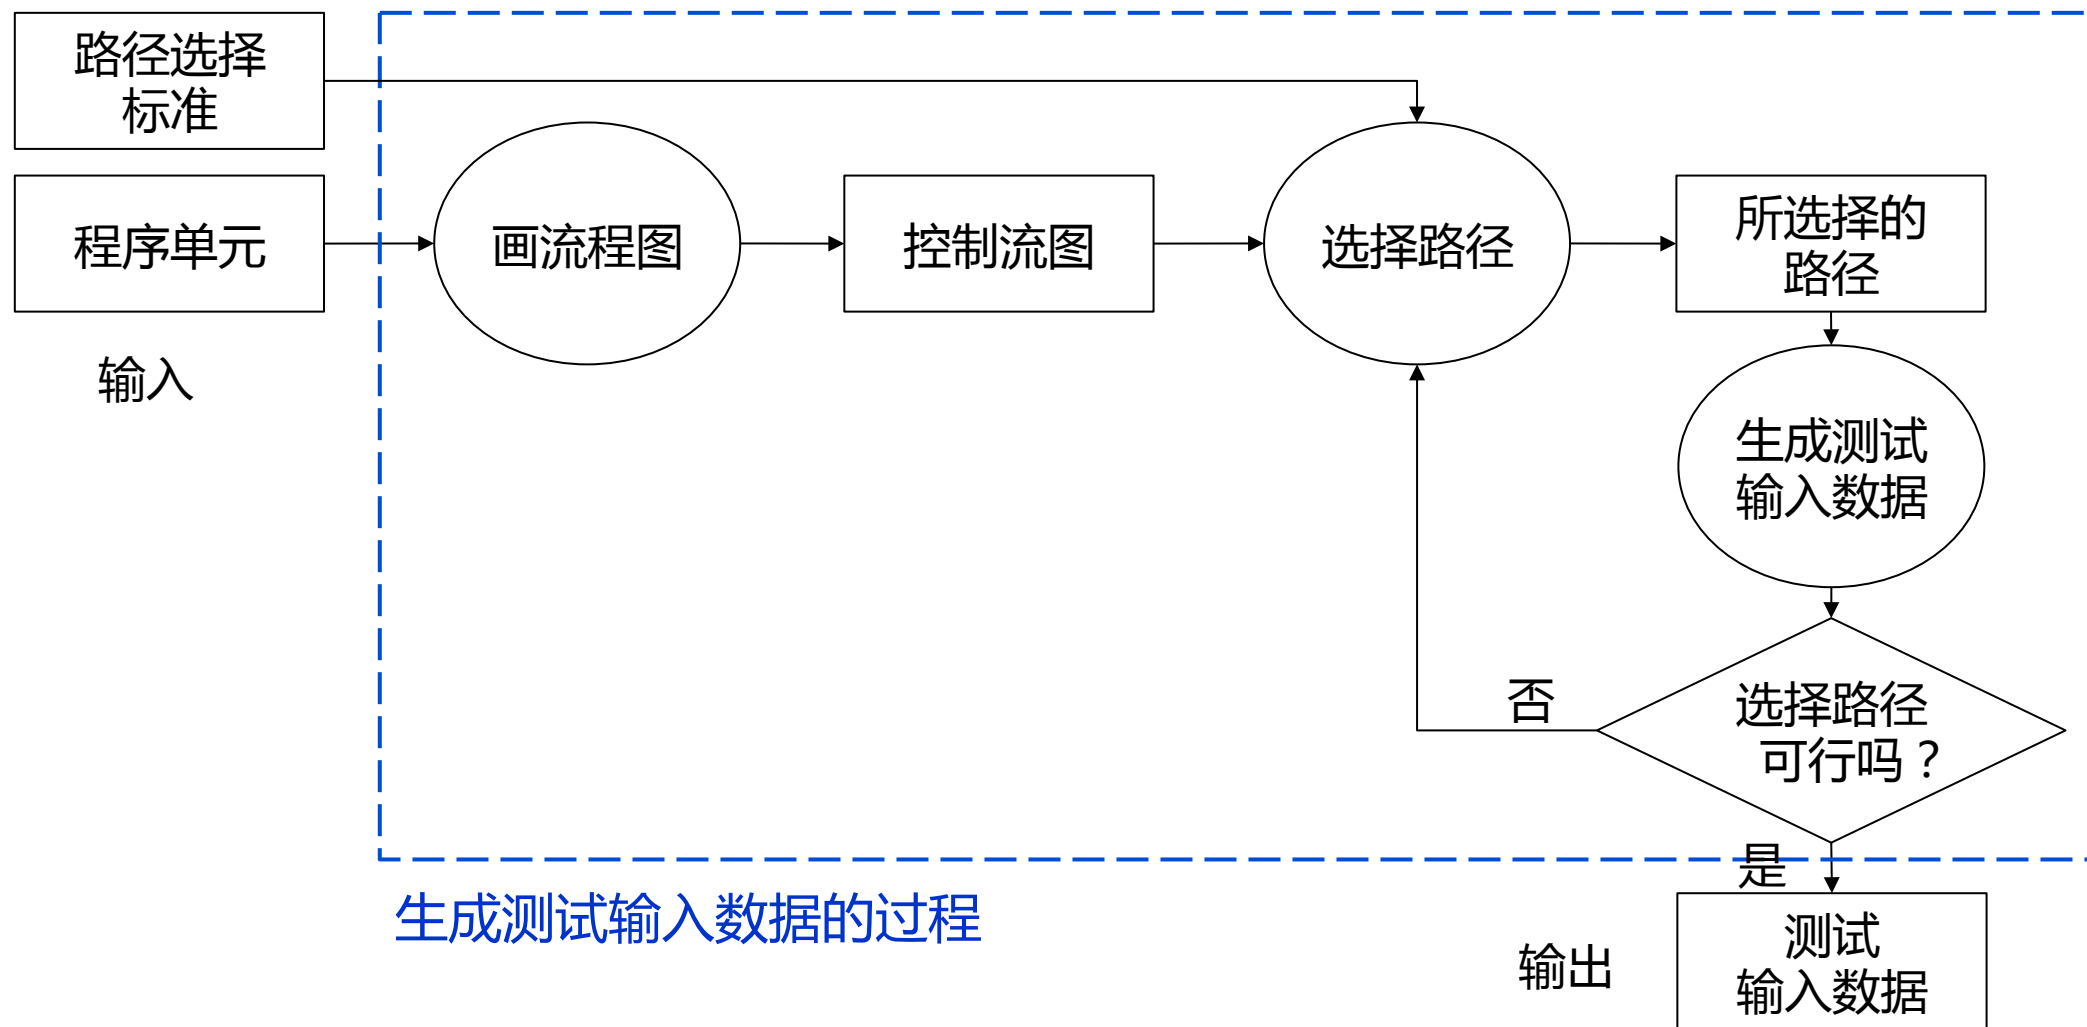 路径选择
标准
程序单元
画流程图
控制流图
选择路径
所选择的
路径
输入
生成测试
输入数据
否
选择路径
可行吗？
是
生成测试输入数据的过程
输出
测试
输入数据